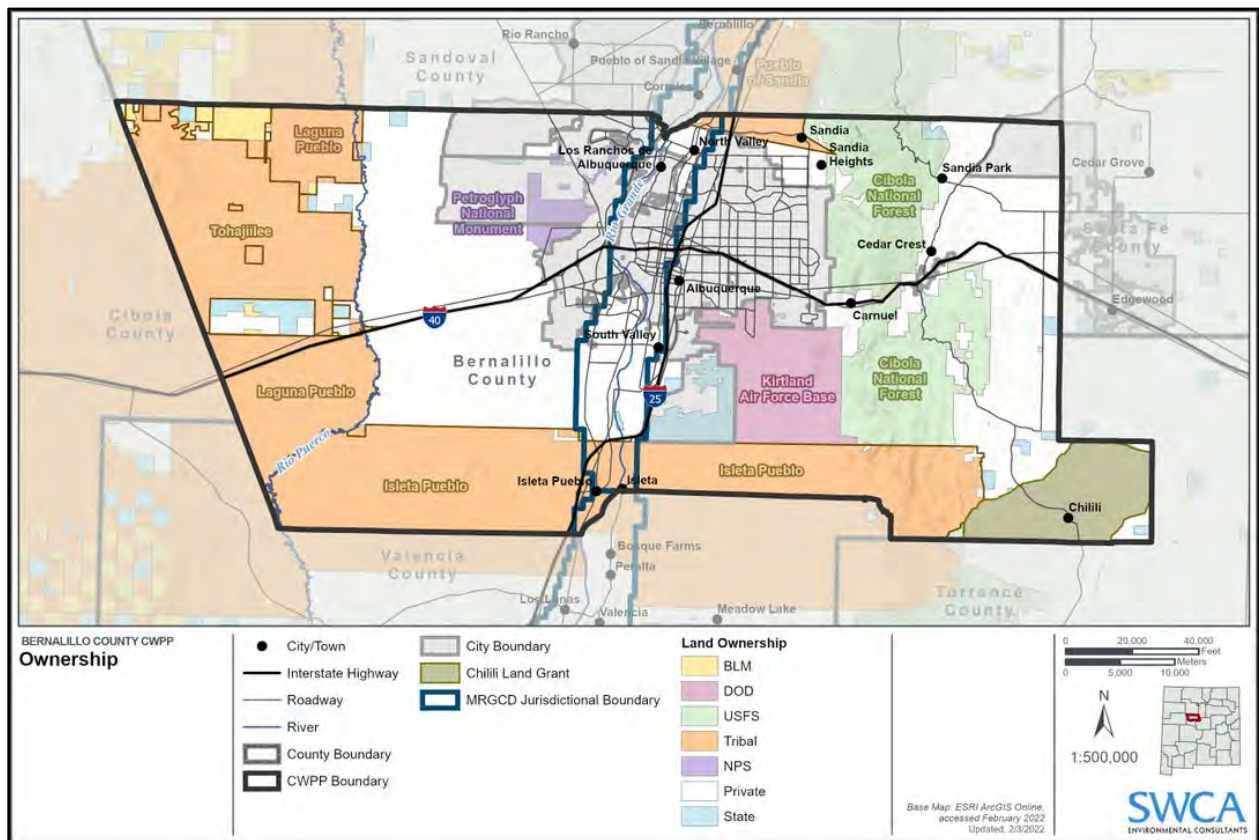 Bernalillo
Rio Rancho
Pueblo of Sandia Village
Sandoval
County
Pueblo
of Sandia
Corrales
Laguna
Pueblo
North Valley
Sandia
Los Ranchos de
Albuquerque
Sandia
Heights
Cedar Grove
Sandia Park
Cibola
National
Forest
Petroglyph
National
Monument
Rio Grande
Tohajiilee
Santa Fe
County
Cedar Crest
Albuquerque
Edgewood
Cibola
County
40
Carnuel
South Valley
Bernalillo
County
Cibola
National
Forest
Kirtland
Air Force Base
Laguna Pueblo
25
Rio Puerco
Isleta Pueblo
Isleta Pueblo
Isleta Pueblo
Isleta
Chilili
Valencia
County
Bosque Farms
Peralta
Torrance
County
Los Lunas
Valencia
Meadow Lake
BERNALILLO COUNTY CWPP
Ownership
City/Town
Interstate Highway
Roadway
River
County Boundary
CWPP Boundary
City Boundary
Chilili Land Grant
MRGCD Jurisdictional Boundary
Land Ownership
BLM
DOD
USFS
Tribal
NPS
Private
State
Base Map: ESRI ArcGIS Online,
accessed February 2022
Updated: 2/3/2022
0 20,000 40,000
Feet
Meters
0 5,000 10,000
N
1:500,000
SWCA
ENVIRONMENTAL CONSULTANTS